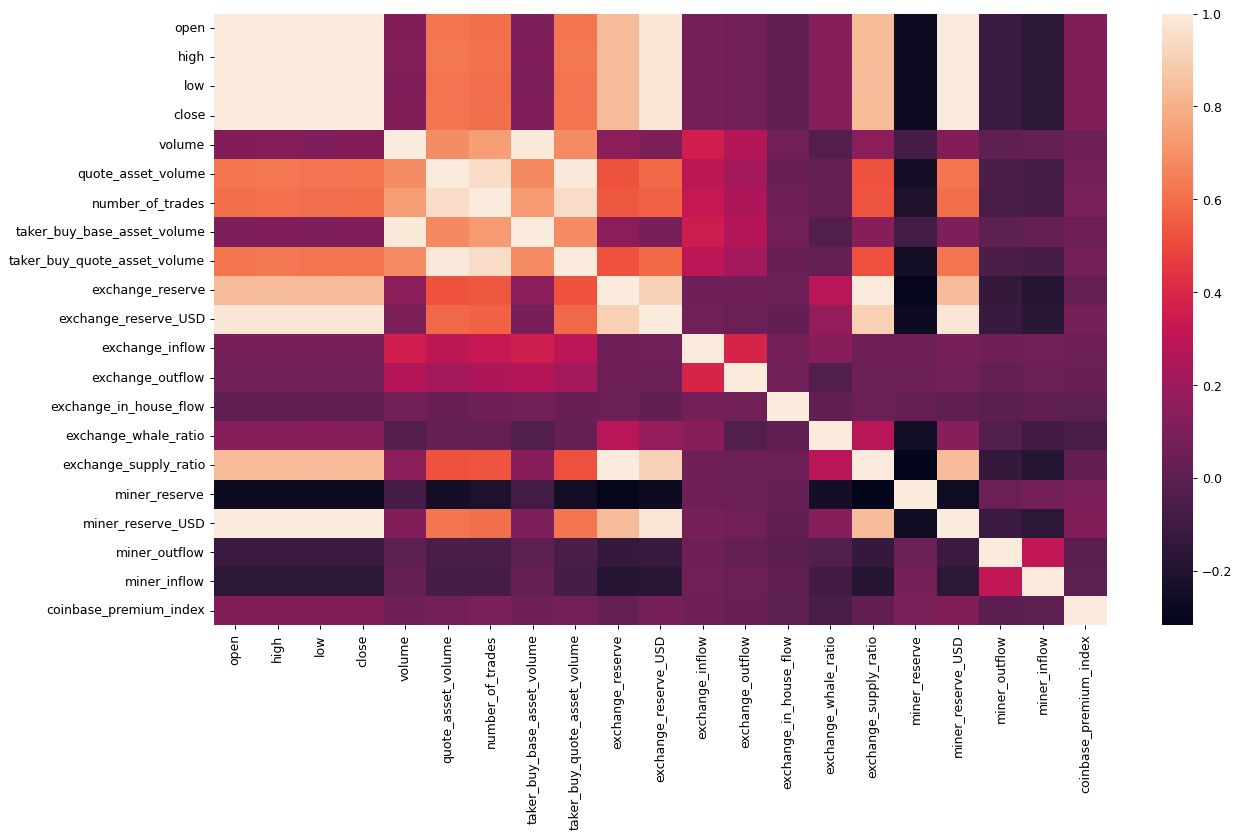 open
high
low
close
volume
quote_asset_volume
number_of_trades
taker_buy_base_asset_volume
taker_buy_quote_asset_volume
exchange_reserve
exchange_reserve_USD
exchange_inflow
exchange_outflow
exchange_in_house_flow
exchange_whale_ratio
exchange_supply_ratio
miner_reserve
miner_reserve_USD
miner_outflow
miner_inflow
coinbase_premium_index
open
high
low
close
volume
quote_asset_volume
number_of_trades
taker_buy_base_asset_volume
taker_buy_quote_asset_volume
exchange_reserve
exchange_reserve_USD
exchange_inflow
exchange_outflow
exchange_in_house_flow
exchange_whale_ratio
exchange_supply_ratio
miner_reserve
miner_reserve_USD
miner_outflow
miner_inflow
coinbase_premium_index
1.0
0.8
0.6
0.4
0.2
0.0
−0.2